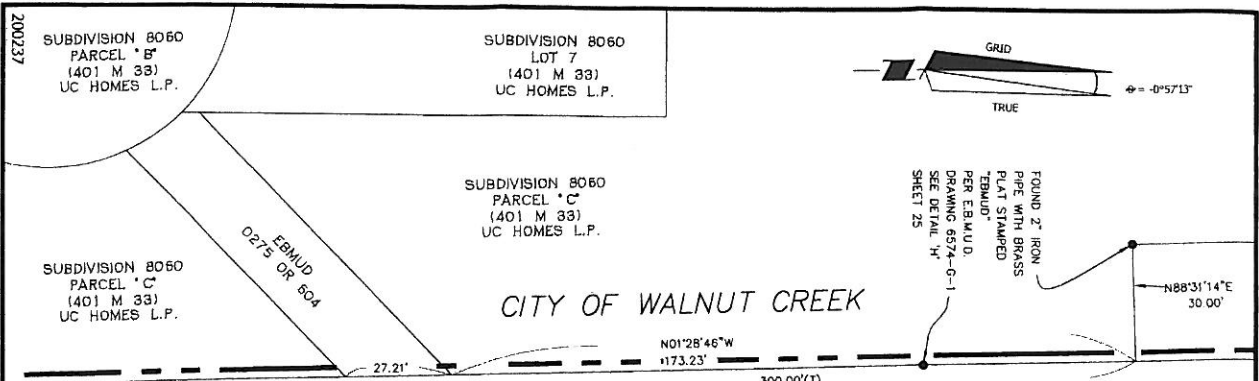 200237
SUBDIVISION 8060
PARCEL "B"
(401 M 33)
UC HOMES L.P.
SUBDIVISION 8060
LOT 7
(401 M 33)
UC HOMES L.P.
GRID
TRUE
θ = -0°57'13"
SUBDIVISION 8060
PARCEL "C"
(401 M 33)
UC HOMES L.P.
FOUND 2" IRON
PIPE WITH BRASS
PLAT STAMPED
"EBMUD"
PER E.B.M.U.D.
DRAWING 6574-G-1
SEE DETAIL "H"
SHEET 25
EBMUD
0275 OR 604
SUBDIVISION 8060
PARCEL "C"
(401 M 33)
UC HOMES L.P.
CITY OF WALNUT CREEK
N88°31'14"E
30.00'
N01°28'46"W
173.23'
27.21'
300.00'(T)